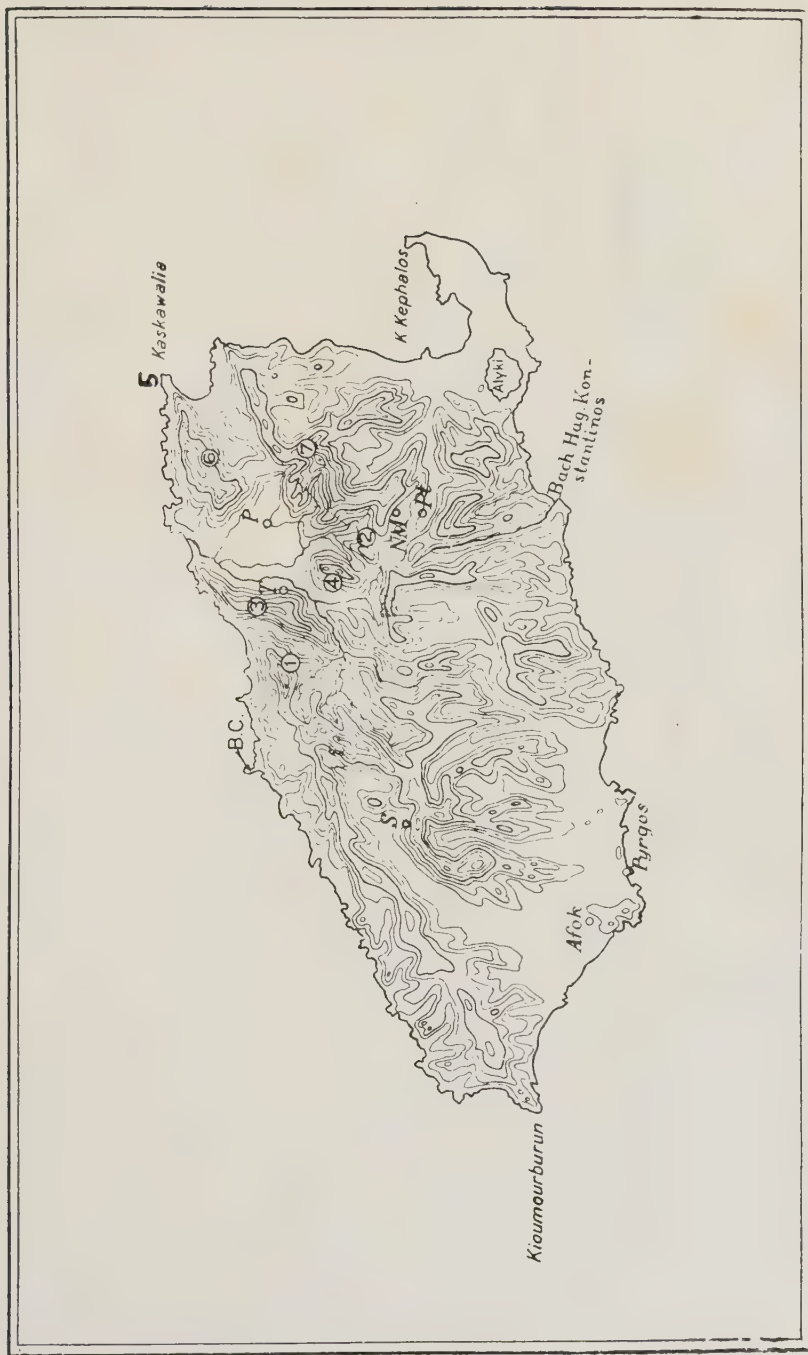 5
Kaskawalia
K Kephalos
6
7
Alyki
P
Bach Hag. Kon-
stantinos
NM
Pt
2
4
3
T
1
B.C.
S
Pyrgos
Afok
Kioumourburun